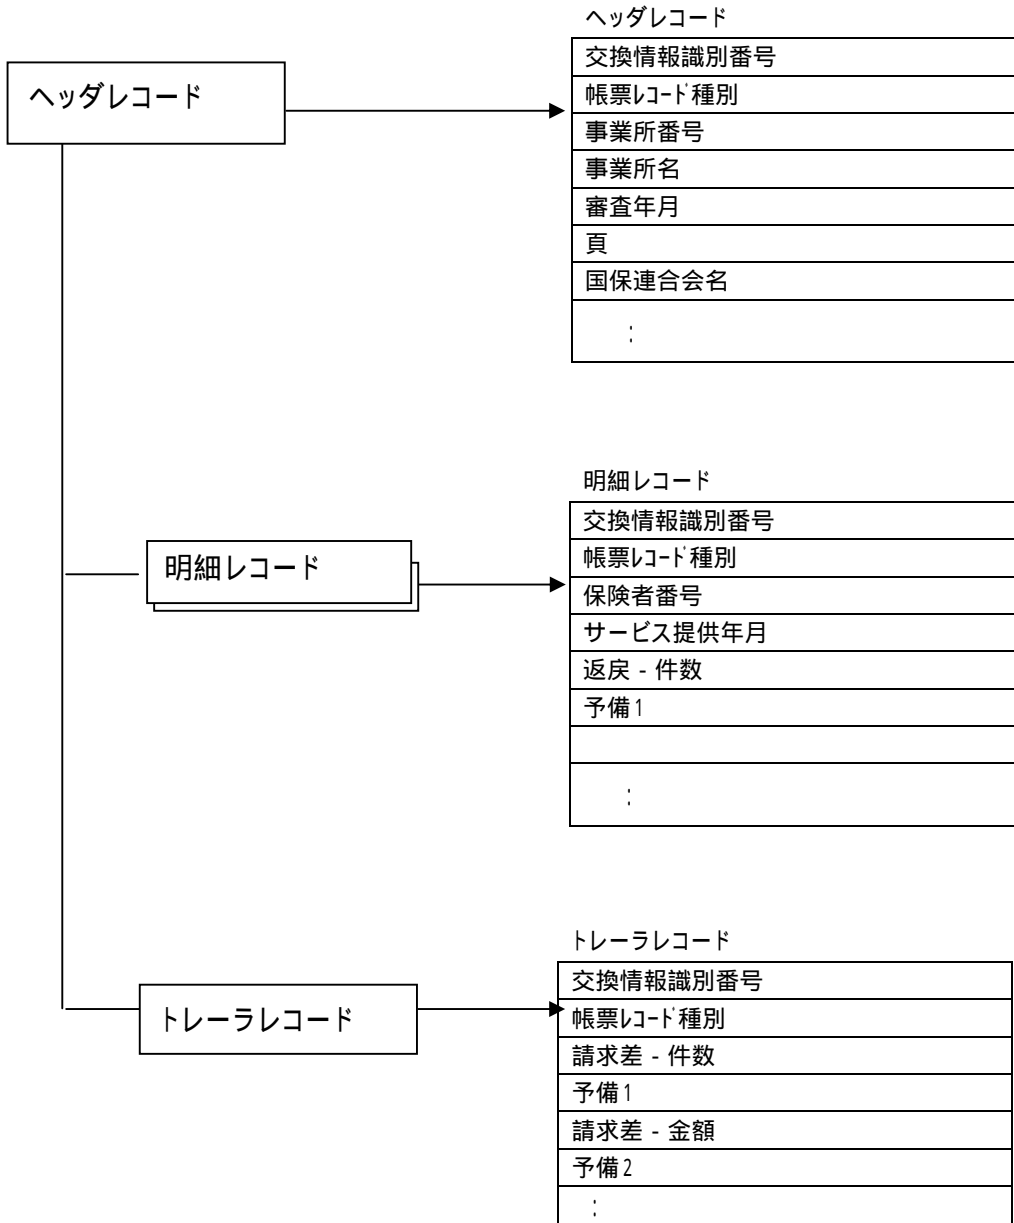 ヘッダレコード
ヘッダレコード
交換情報識別番号
帳票ﾚｺｰﾄﾞ種別
事業所番号
事業所名
審査年月
頁
国保連合会名
：
明細レコード
明細レコード
交換情報識別番号
帳票ﾚｺｰﾄﾞ種別
保険者番号
サービス提供年月
返戻 - 件数
予備1
：
トレーラレコード
トレーラレコード
交換情報識別番号
帳票ﾚｺｰﾄﾞ種別
請求差 - 件数
予備1
請求差 - 金額
予備2
：